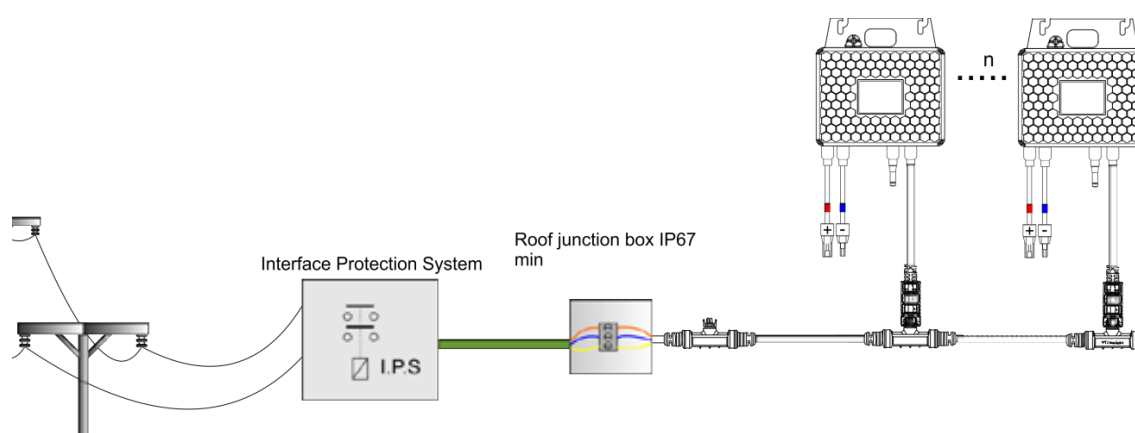 n
.....
Roof junction box IP67
min
Interface Protection System
I.P.S
+ -
+ -